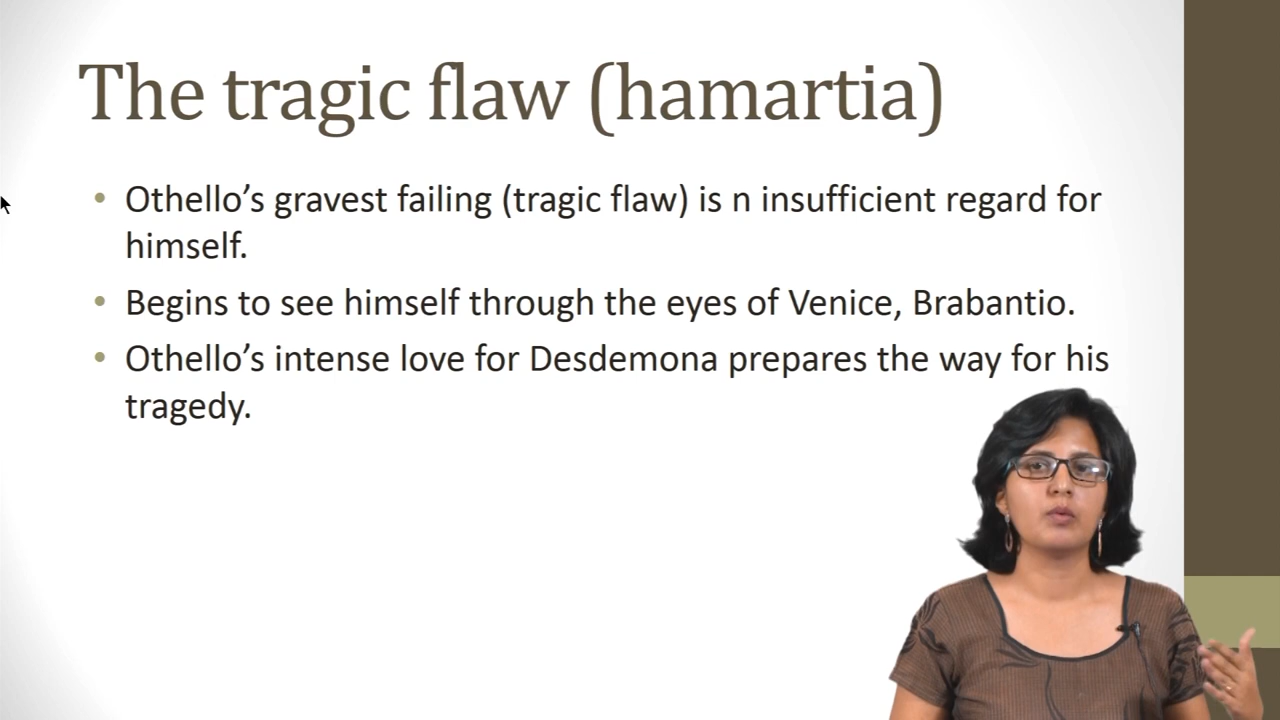 The tragic flaw (hamartia)
• Othello’s gravest failing (tragic flaw) is n insufficient regard for
himself.
• Begins to see himself through the eyes of Venice, Brabantio.
• Othello’s intense love for Desdemona prepares the way for his
tragedy.